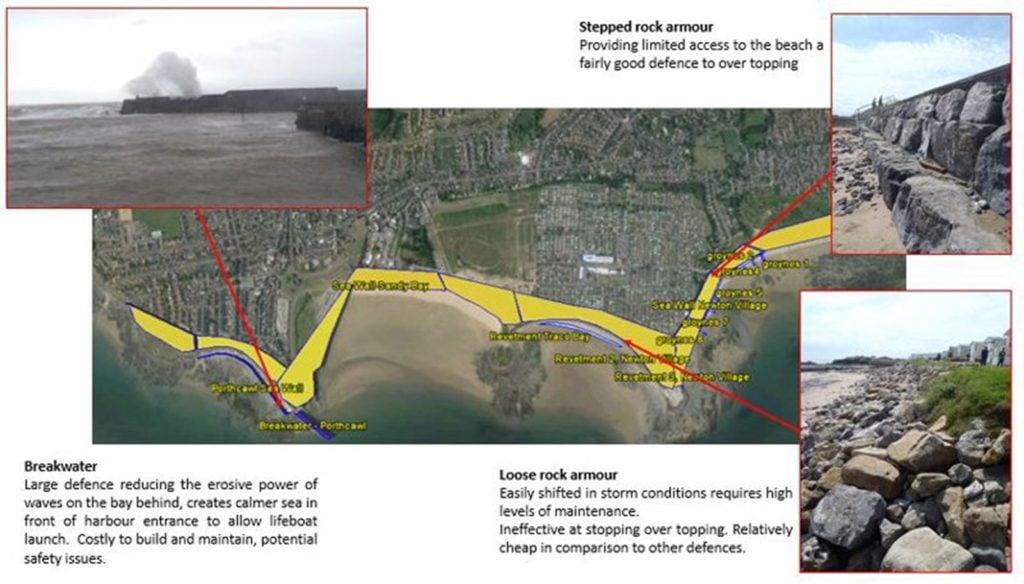 Stepped rock armour
Providing limited access to the beach a
fairly good defence to over topping
groynes 1
groynes 4
groynes 5
Sea Wall Sandy Bay
Sea Wall Newton Village
groynes 7
Revetment Traco Bay
groynes 8
Revetment 2, Newton Village
Revetment 3, Newton Village
Porthcawl Sea Wall
Breakwater - Porthcawl
Breakwater
Large defence reducing the erosive power of
waves on the bay behind, creates calmer sea in
front of harbour entrance to allow lifeboat
launch. Costly to build and maintain, potential
safety issues.
Loose rock armour
Easily shifted in storm conditions requires high
levels of maintenance.
Ineffective at stopping over topping. Relatively
cheap in comparison to other defences.